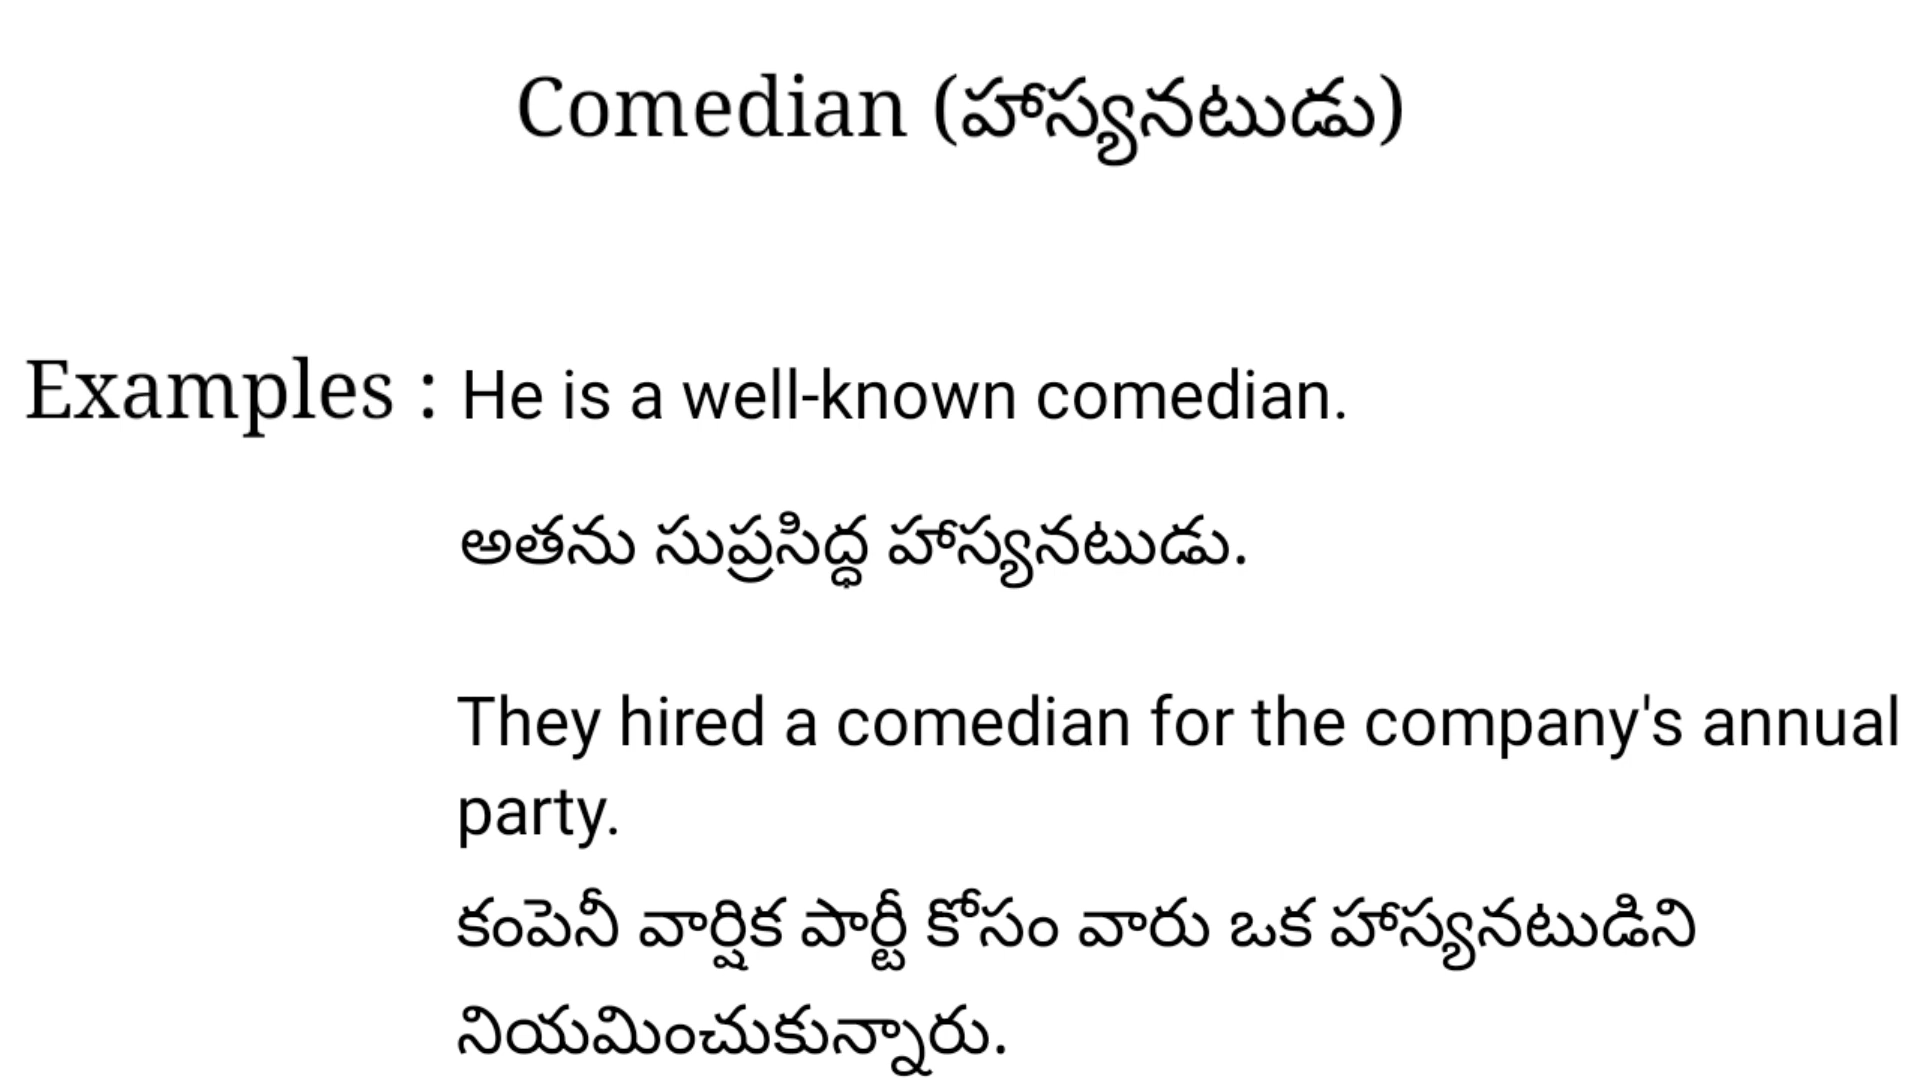 Comedian (హాస్యనటుడు)
Examples : He is a well-known comedian.
అతను సుప్రసిద్ధ హాస్యనటుడు.
They hired a comedian for the company's annual
party.
కంపెనీ వార్షిక పార్టీ కోసం వారు ఒక హాస్యనటుడిని
నియమించుకున్నారు.